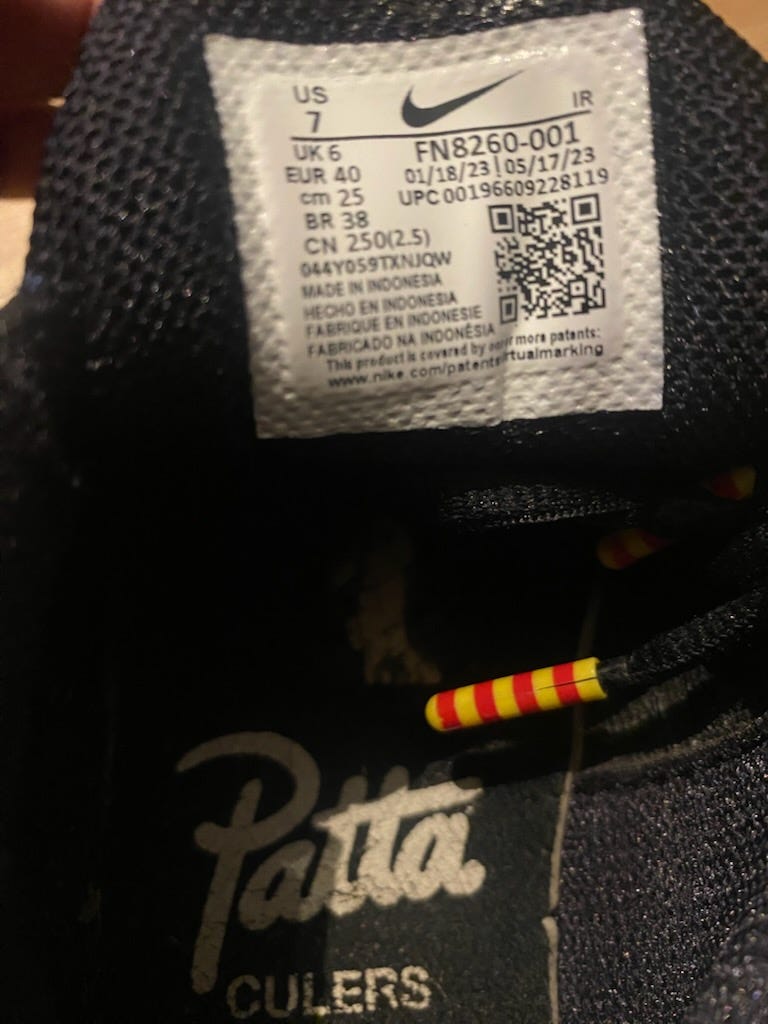 US
7
IR
UK 6
FN8260-001
EUR 40
01/18/23 | 05/17/23
cm 25
UPC 00196609228119
BR 38
CN 250(2.5)
044Y059TXNJQW
MADE IN INDONESIA
HECHO EN INDONESIA
FABRIQUE EN INDONESIE
FABRICADO NA INDONÉSIA
This product is covered by or more patents:
www.nike.com/patents rtualmarking
Patta
CULERS